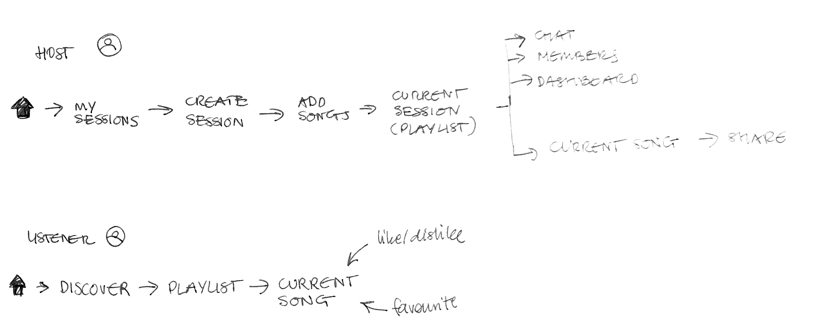 HOST
MY
SESSIONS
CREATE
SESSION
ADD
SONGS
CURRENT
SESSION
(PLAYLIST)
CHAT
MEMBERS
DASHBOARD
CURRENT SONG
SHARE
LISTENER
DISCOVER
PLAYLIST
CURRENT
SONG
like/dislike
favourite